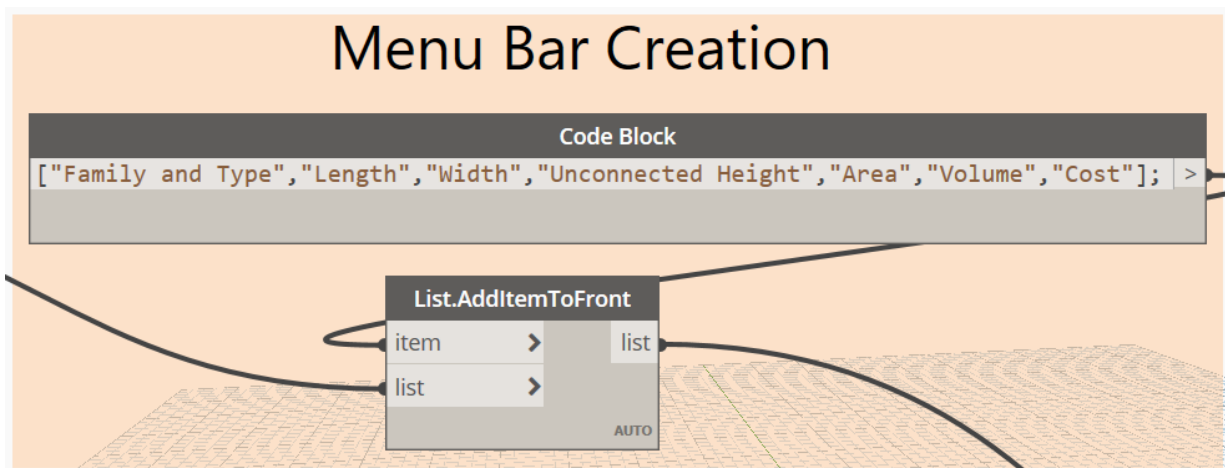 Menu Bar Creation
Code Block
["Family and Type","Length","Width","Unconnected Height","Area","Volume","Cost"]; >
List.AddItemToFront
item > list
list >
AUTO